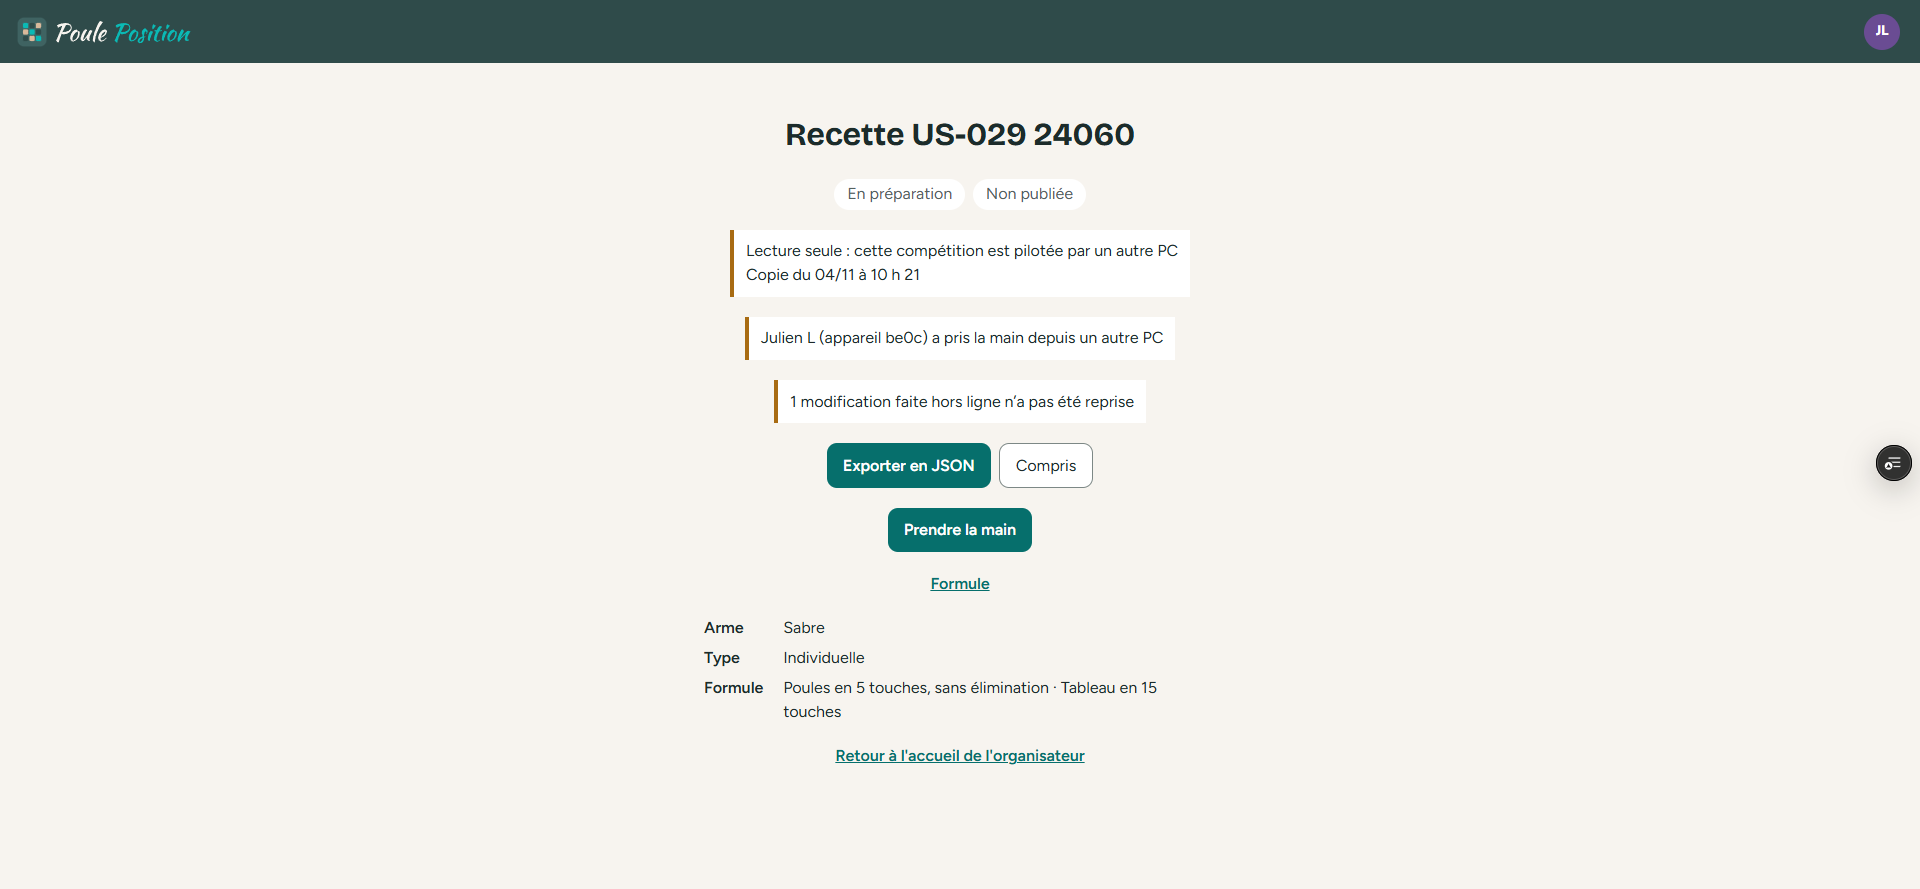 Poule Position
JL
Recette US-029 24060
En préparation
Non publiée
Lecture seule : cette compétition est pilotée par un autre PC
Copie du 04/11 à 10 h 21
Julien L (appareil be0c) a pris la main depuis un autre PC
1 modification faite hors ligne n’a pas été reprise
Exporter en JSON
Compris
Prendre la main
Formule
Arme Sabre
Type Individuelle
Formule Poules en 5 touches, sans élimination · Tableau en 15
touches
Retour à l'accueil de l'organisateur